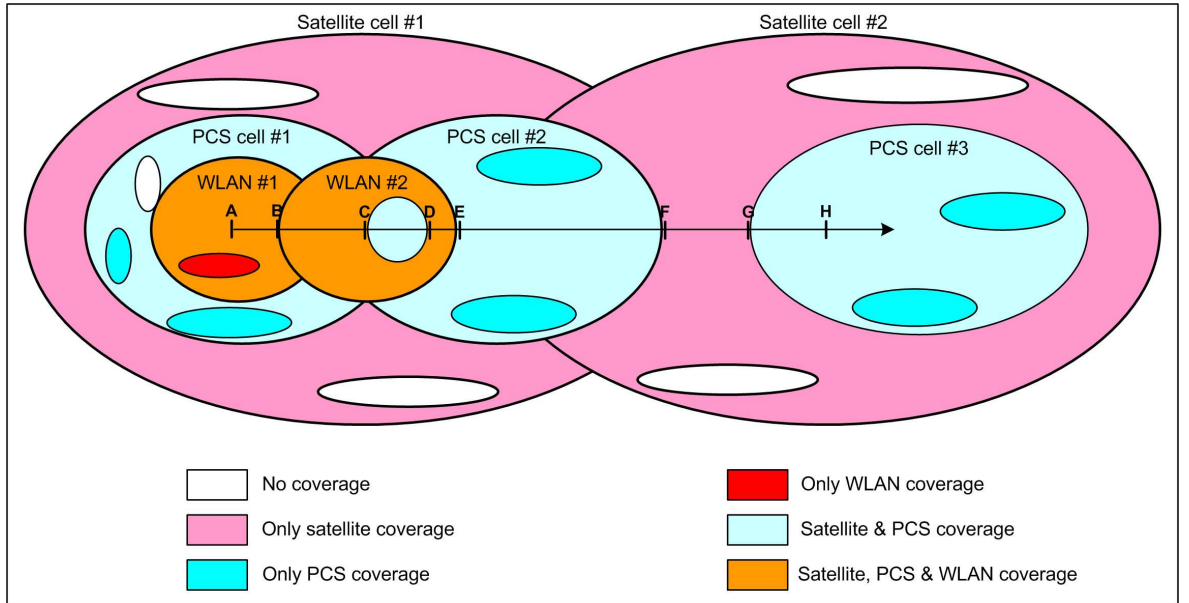 Satellite cell #1
Satellite cell #2
PCS cell #1
PCS cell #2
PCS cell #3
WLAN #1
WLAN #2
A
B
C
D
E
F
G
H
No coverage
Only WLAN coverage
Only satellite coverage
Satellite & PCS coverage
Only PCS coverage
Satellite, PCS & WLAN coverage